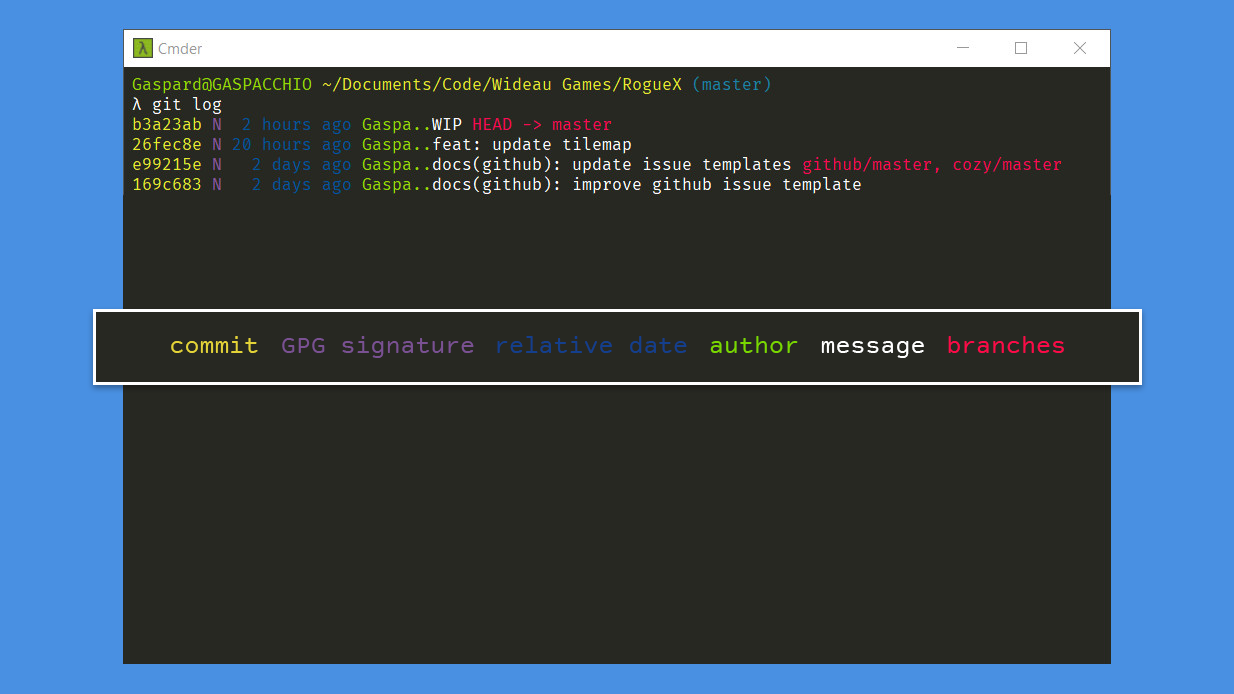 λ Cmder
Gaspard@GASPACCHIO ~/Documents/Code/Wideau Games/RogueX (master)
λ git log
b3a23ab N  2 hours ago Gaspa..WIP HEAD -> master
26fec8e N 20 hours ago Gaspa..feat: update tilemap
e99215e N   2 days ago Gaspa..docs(github): update issue templates github/master, cozy/master
169c683 N   2 days ago Gaspa..docs(github): improve github issue template
commit GPG signature relative date author message branches